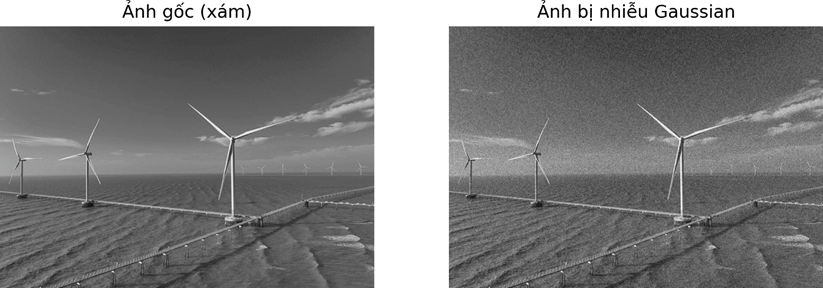 Ảnh gốc (xám)
Ảnh bị nhiễu Gaussian